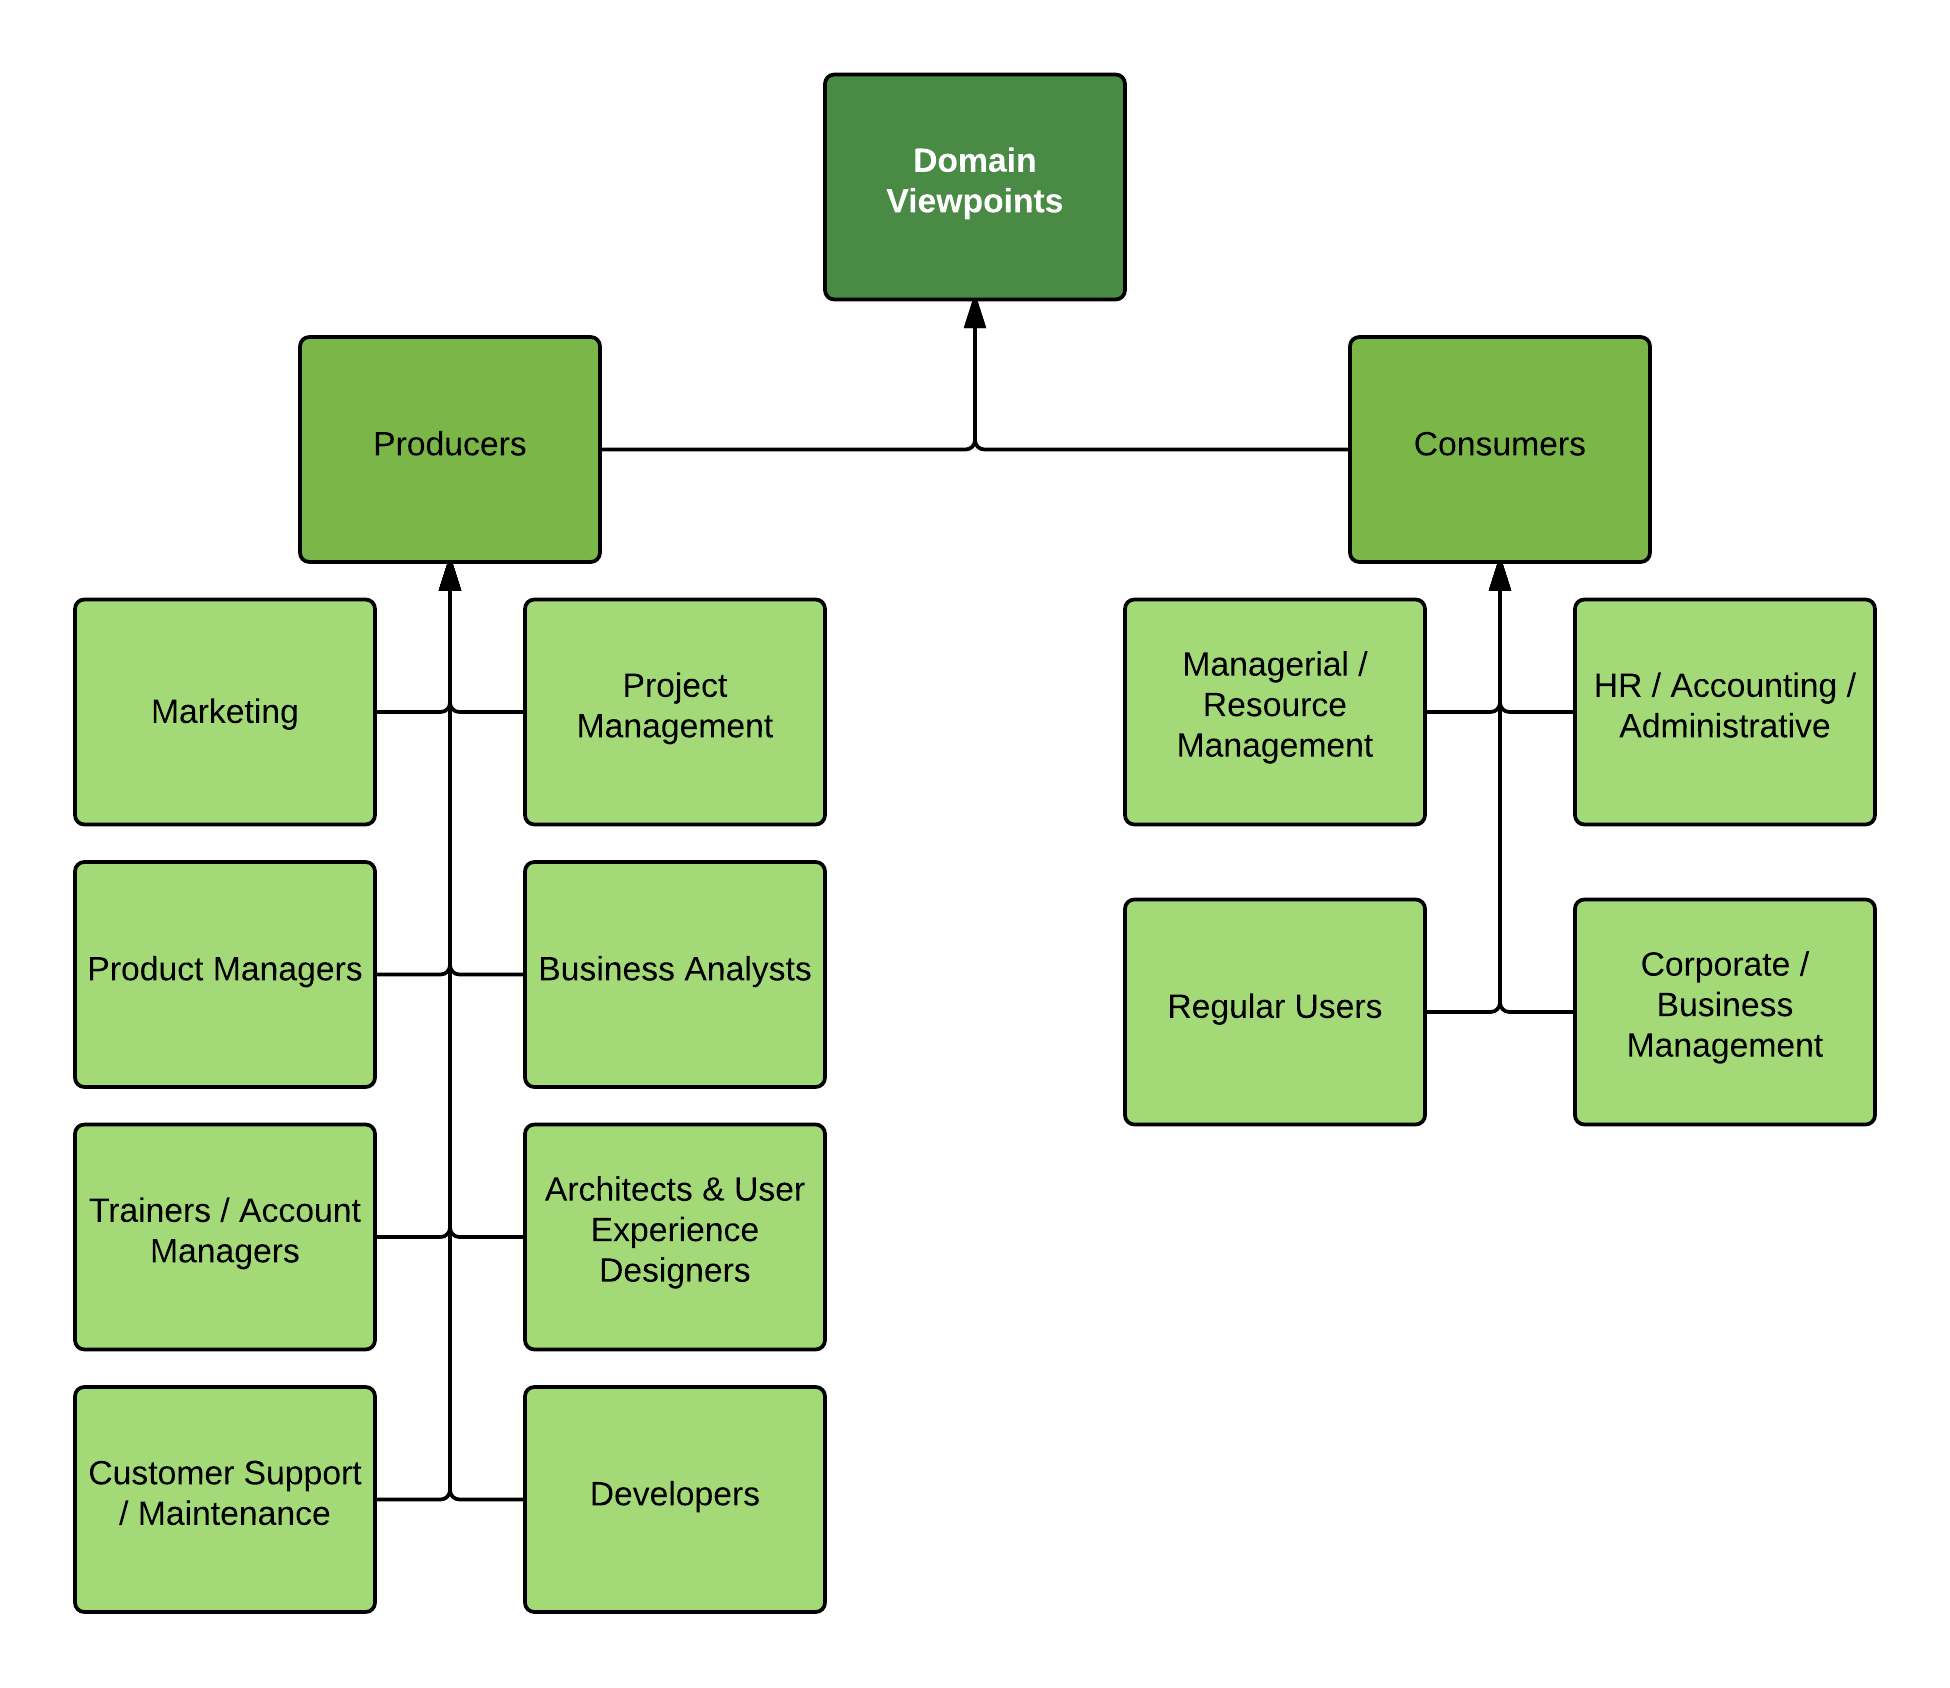 Domain
Viewpoints
Producers
Consumers
Marketing
Project
Management
Managerial /
Resource
Management
HR / Accounting /
Administrative
Product Managers
Business Analysts
Regular Users
Corporate /
Business
Management
Trainers / Account
Managers
Architects & User
Experience
Designers
Customer Support
/ Maintenance
Developers